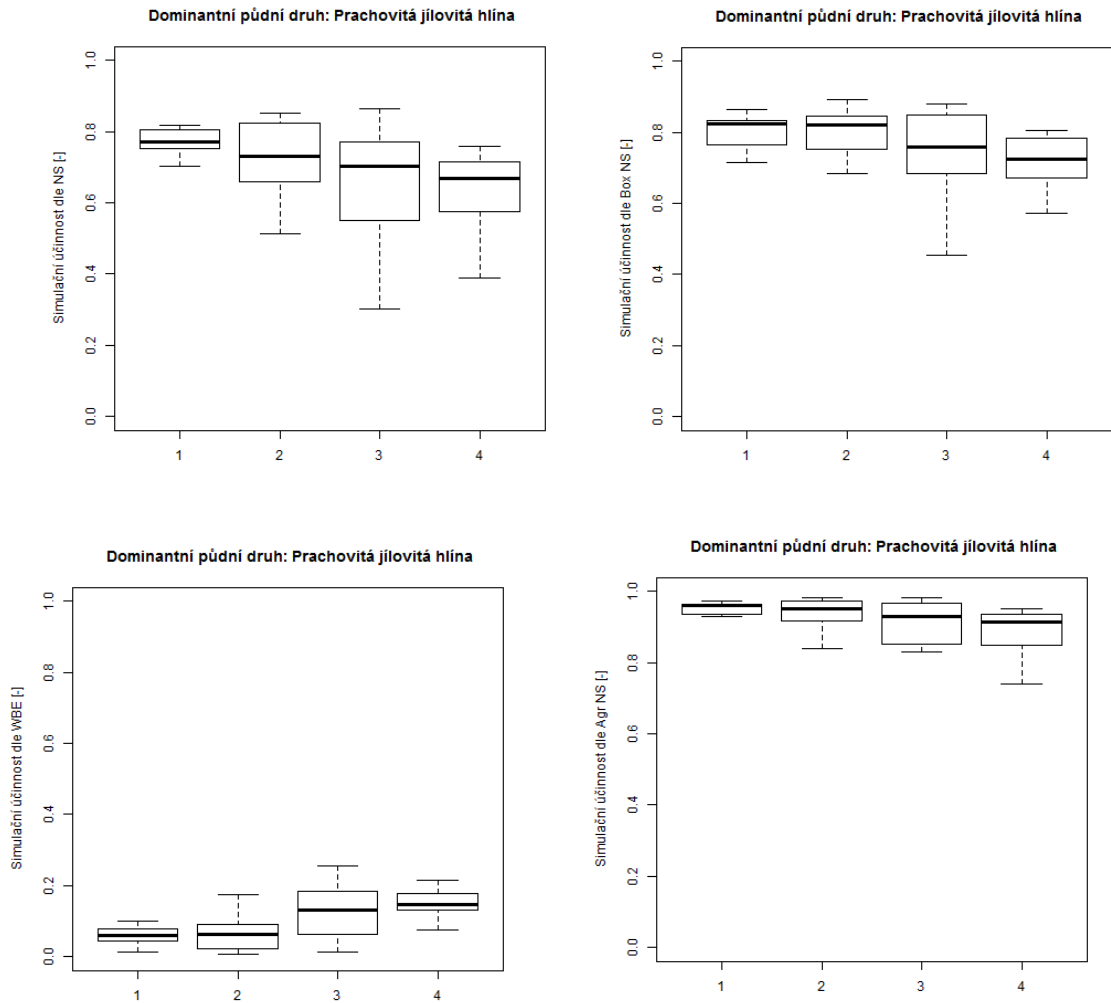 Dominantní půdní druh: Prachovitá jílovitá hlína
Simulační účinnost dle NS [-]
1.0
0.8
0.6
0.4
0.2
0.0
1 2 3 4
Dominantní půdní druh: Prachovitá jílovitá hlína
Simulační účinnost dle Box NS [-]
1.0
0.8
0.6
0.4
0.2
0.0
1 2 3 4
Dominantní půdní druh: Prachovitá jílovitá hlína
Simulační účinnost dle WBE [-]
1.0
0.8
0.6
0.4
0.2
0.0
1 2 3 4
Dominantní půdní druh: Prachovitá jílovitá hlína
Simulační účinnost dle Agr NS [-]
1.0
0.8
0.6
0.4
0.2
0.0
1 2 3 4